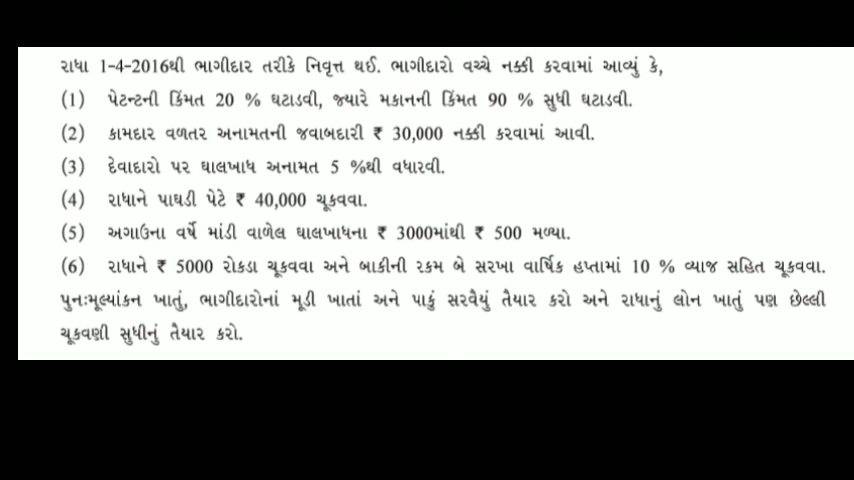 રાધા 1-4-2016થી ભાગીદાર તરીકે નિવૃત્ત થઈ. ભાગીદારો વચ્ચે નક્કી કરવામાં આવ્યું કે,
(1) પેટન્ટની કિંમત 20 % ઘટાડવી, જ્યારે મકાનની કિંમત 90 % સુધી ઘટાડવી.
(2) કામદાર વળતર અનામતની જવાબદારી ₹ 30,000 નક્કી કરવામાં આવી.
(3) દેવાદારો પર ઘાલખાધ અનામત 5 %થી વધારવી.
(4) રાધાને પાઘડી પેટે ₹ 40,000 ચૂકવવા.
(5) અગાઉના વર્ષે માંડી વાળેલ ઘાલખાધના ₹ 3000માંથી ₹ 500 મળ્યા.
(6) રાધાને ₹ 5000 રોકડા ચૂકવવા અને બાકીની રકમ બે સરખા વાર્ષિક હપ્તામાં 10 % વ્યાજ સહિત ચૂકવવા.
પુનઃમૂલ્યાંકન ખાતું, ભાગીદારોનાં મૂડી ખાતાં અને પાકું સરવૈયું તૈયાર કરો અને રાધાનું લોન ખાતું પણ છેલ્લી
ચૂકવણી સુધીનું તૈયાર કરો.